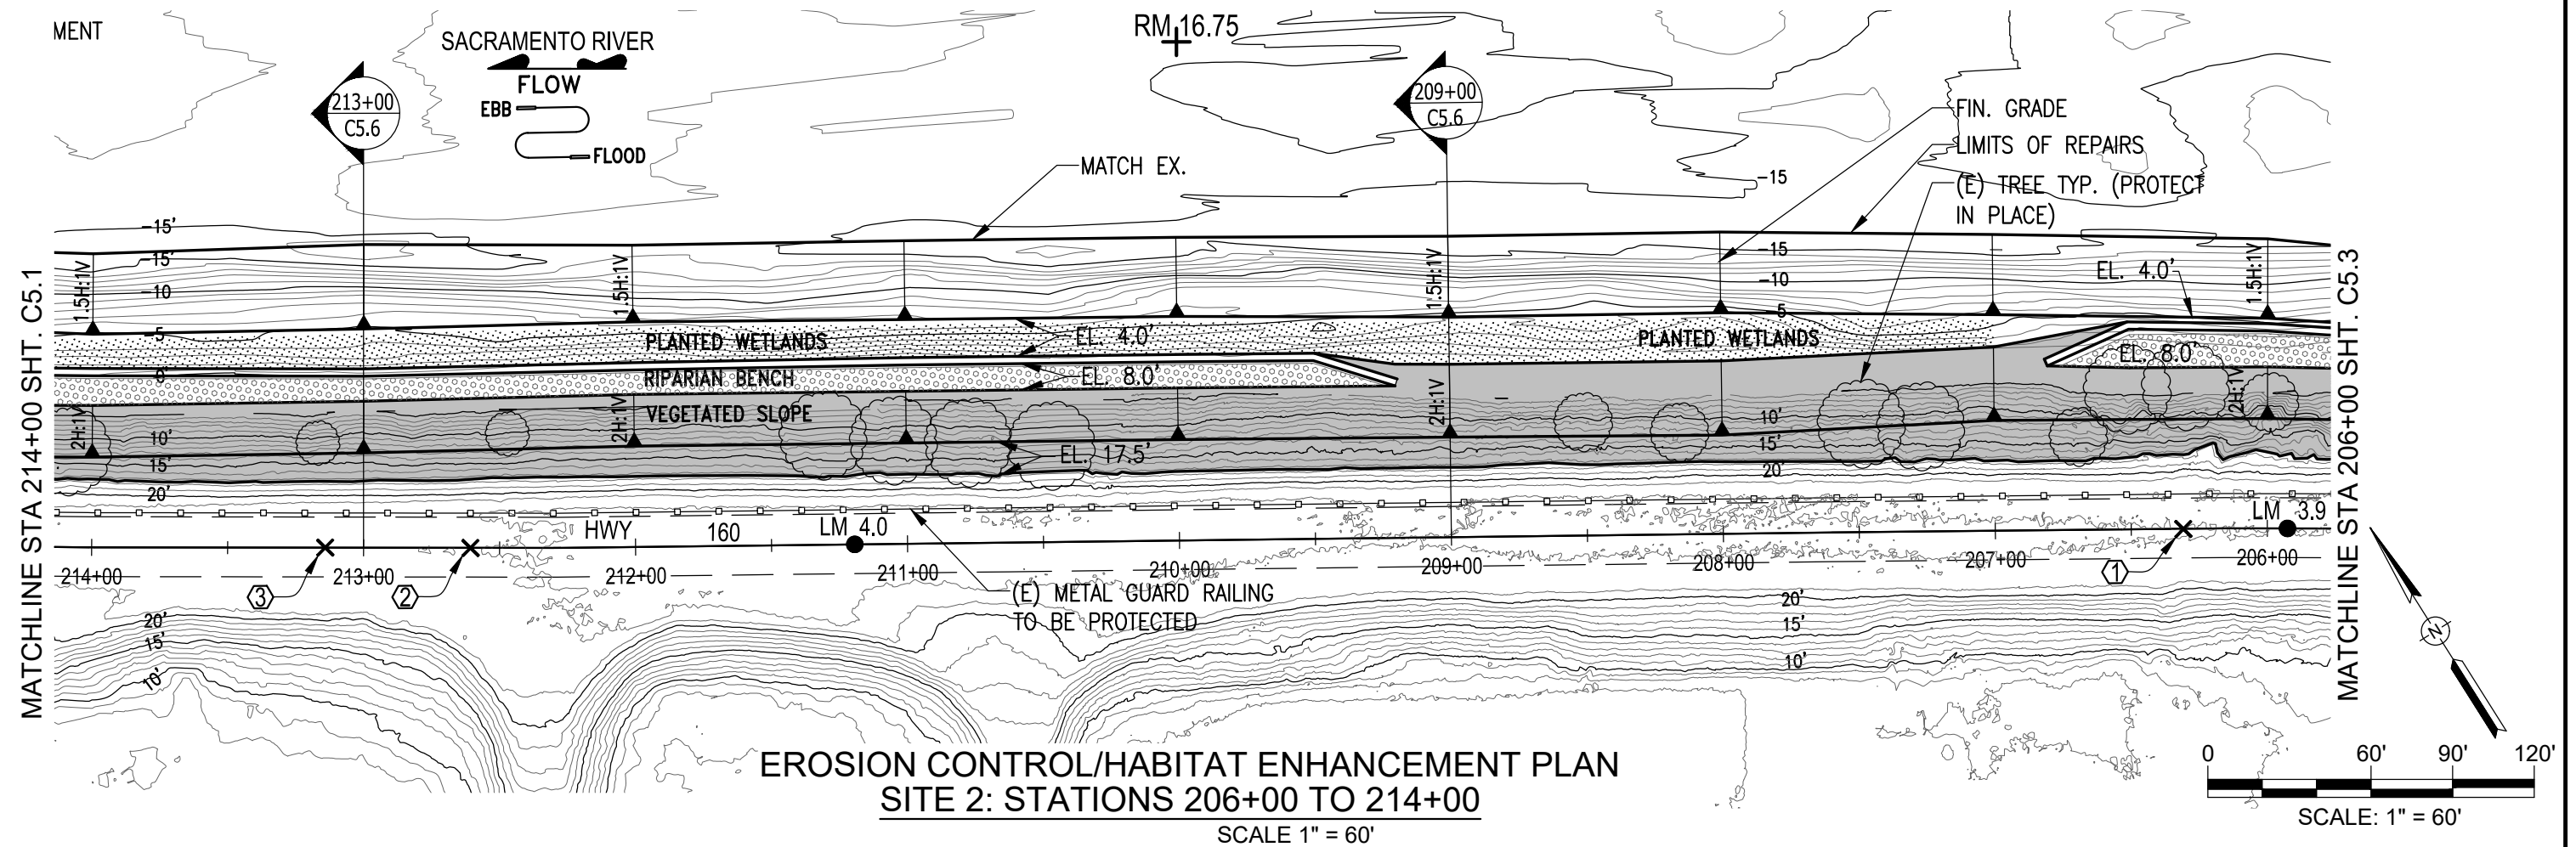 MENT
SACRAMENTO RIVER
FLOW
EBB
FLOOD
RM 16.75
213+00
C5.6
209+00
C5.6
FIN. GRADE
LIMITS OF REPAIRS
(E) TREE TYP. (PROTECT
IN PLACE)
MATCH EX.
-15
-15'
-15'
-10
-5
0'
-15
-10
-5
EL. 4.0'
1.5H:1V
1.5H:1V
1.5H:1V
1.5H:1V
PLANTED WETLANDS
EL. 4.0'
PLANTED WETLANDS
RIPARIAN BENCH
EL. 8.0'
EL. 8.0'
VEGETATED SLOPE
2H:1V
2H:1V
2H:1V
2H:1V
10'
15'
20'
EL. 17.5'
10'
15'
20'
HWY 160
LM 4.0
LM 3.9
214+00
213+00
212+00
211+00
210+00
209+00
208+00
207+00
206+00
3
2
1
(E) METAL GUARD RAILING
TO BE PROTECTED
20'
15'
10'
20'
15'
10'
MATCHLINE STA 214+00 SHT. C5.1
MATCHLINE STA 206+00 SHT. C5.3
N
EROSION CONTROL/HABITAT ENHANCEMENT PLAN
SITE 2: STATIONS 206+00 TO 214+00
SCALE 1" = 60'
0 60' 90' 120'
SCALE: 1" = 60'